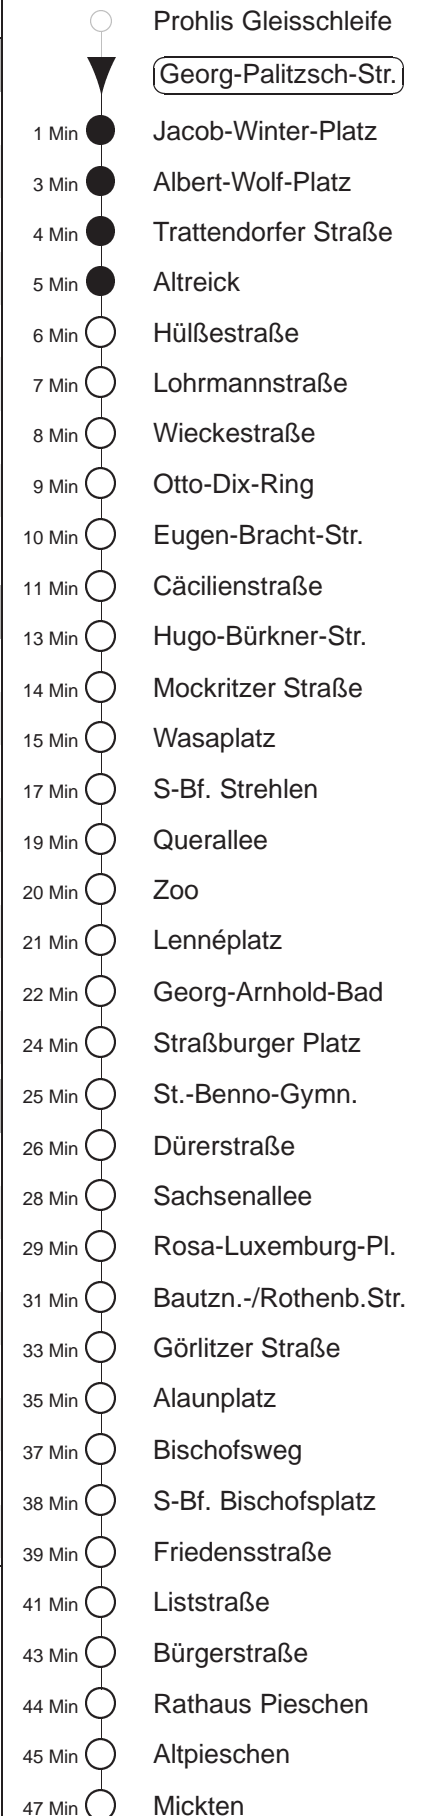 Prohlis Gleisschleife
Georg-Palitzsch-Str.
1 Min Jacob-Winter-Platz
3 Min Albert-Wolf-Platz
4 Min Trattendorfer Straße
5 Min Altreick
6 Min Hülßestraße
7 Min Lohrmannstraße
8 Min Wieckestraße
9 Min Otto-Dix-Ring
10 Min Eugen-Bracht-Str.
11 Min Cäcilienstraße
13 Min Hugo-Bürkner-Str.
14 Min Mockritzer Straße
15 Min Wasaplatz
17 Min S-Bf. Strehlen
19 Min Querallee
20 Min Zoo
21 Min Lennéplatz
22 Min Georg-Arnhold-Bad
24 Min Straßburger Platz
25 Min St.-Benno-Gymn.
26 Min Dürerstraße
28 Min Sachsenallee
29 Min Rosa-Luxemburg-Pl.
31 Min Bautzn.-/Rothenb.Str.
33 Min Görlitzer Straße
35 Min Alaunplatz
37 Min Bischofsweg
38 Min S-Bf. Bischofsplatz
39 Min Friedensstraße
41 Min Liststraße
43 Min Bürgerstraße
44 Min Rathaus Pieschen
45 Min Altpieschen
47 Min Mickten